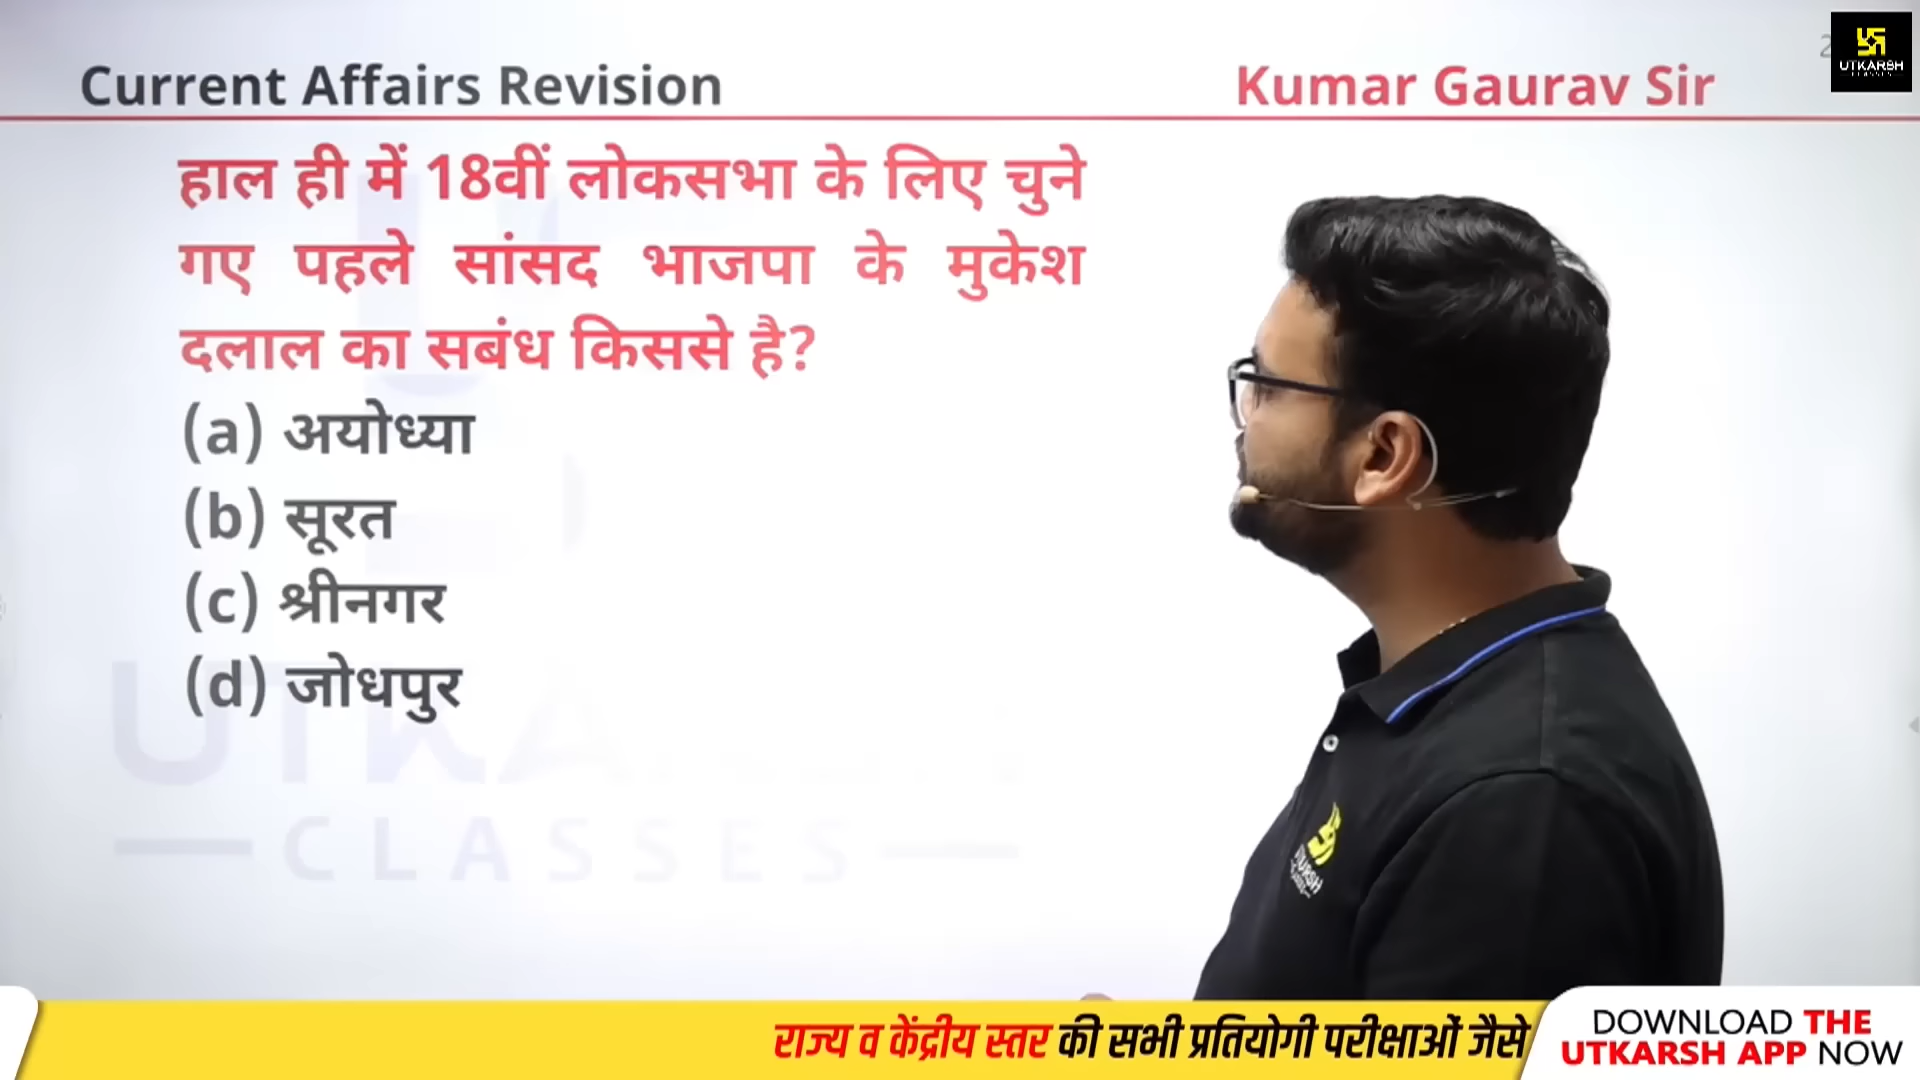 Current Affairs Revision
Kumar Gaurav Sir
UTKARSH
CLASSES
हाल ही में 18वीं लोकसभा के लिए चुने
गए पहले सांसद भाजपा के मुकेश
दलाल का सबंध किससे है?
(a) अयोध्या
(b) सूरत
(c) श्रीनगर
(d) जोधपुर
CLASSES
राज्य व केंद्रीय स्तर की सभी प्रतियोगी परीक्षाओं जैसे
DOWNLOAD THE
UTKARSH APP NOW